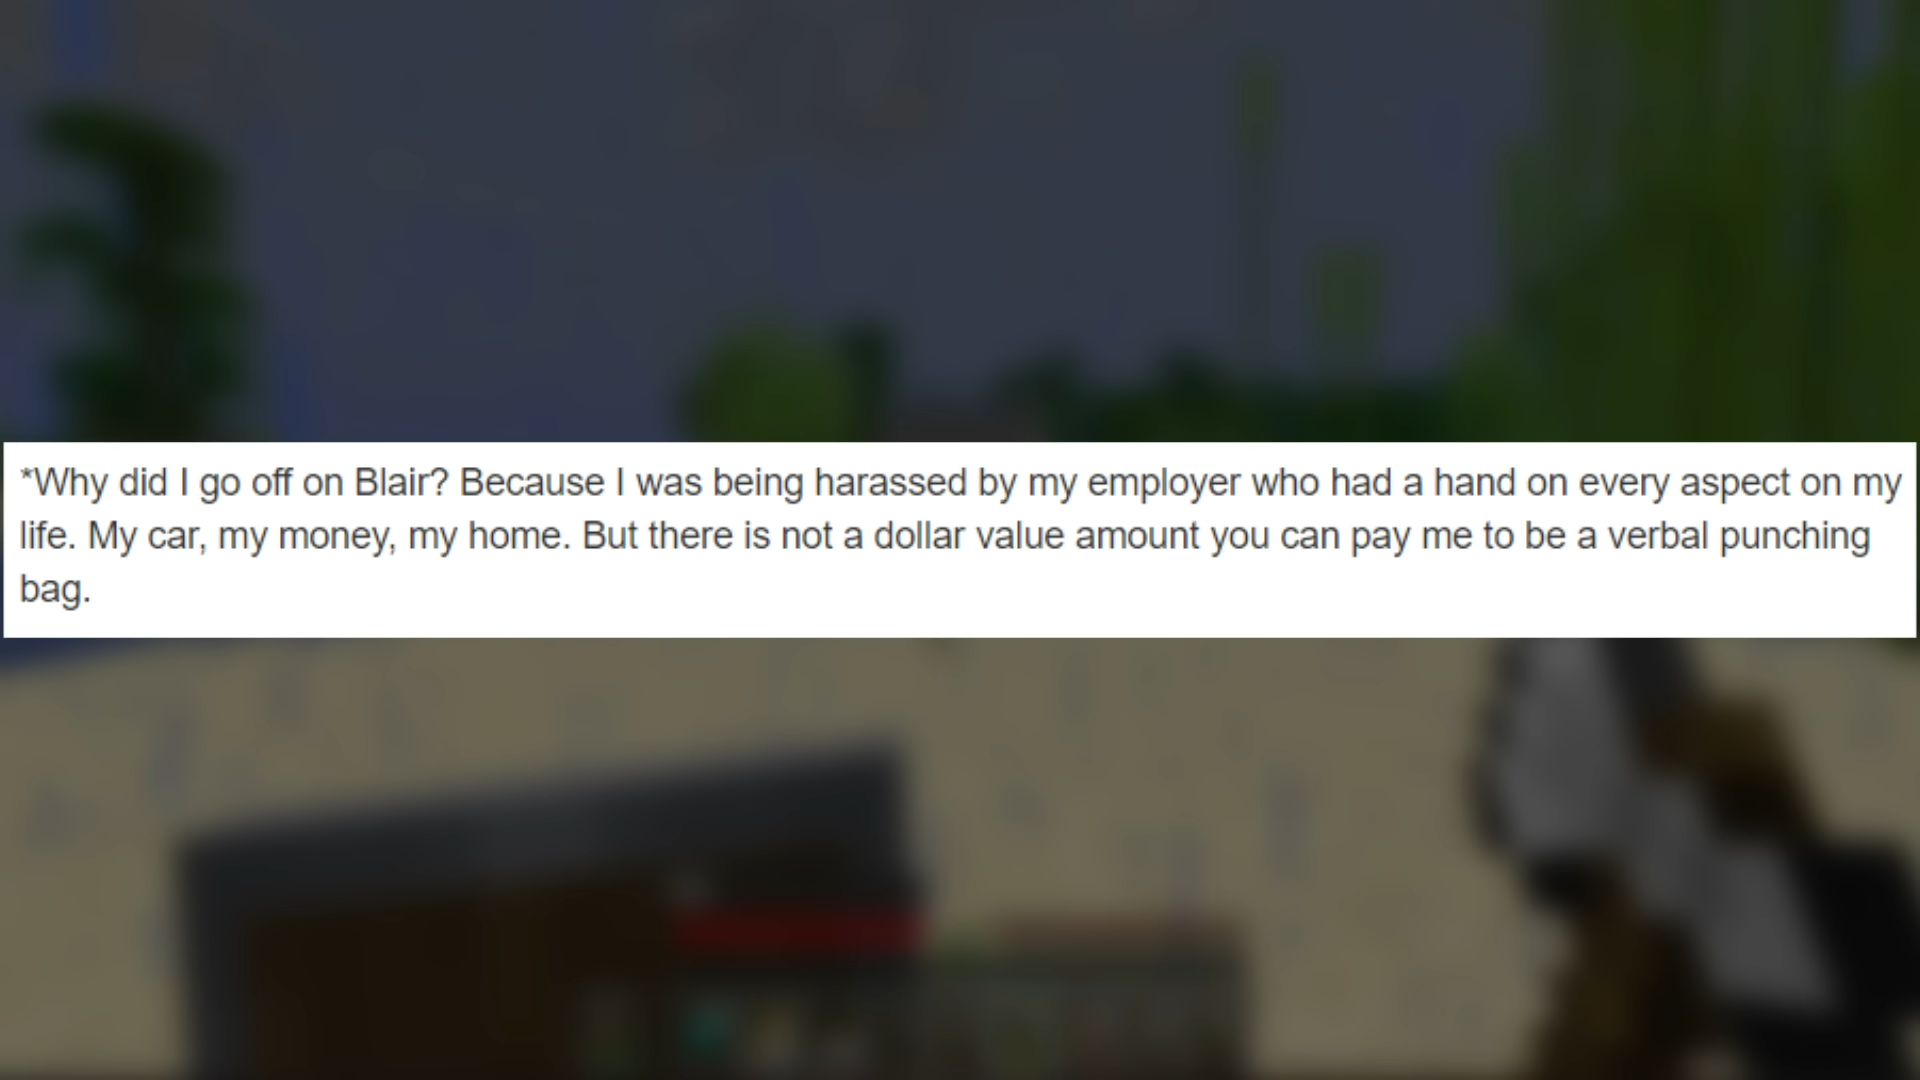 *Why did I go off on Blair? Because I was being harassed by my employer who had a hand on every aspect on my
life. My car, my money, my home. But there is not a dollar value amount you can pay me to be a verbal punching
bag.